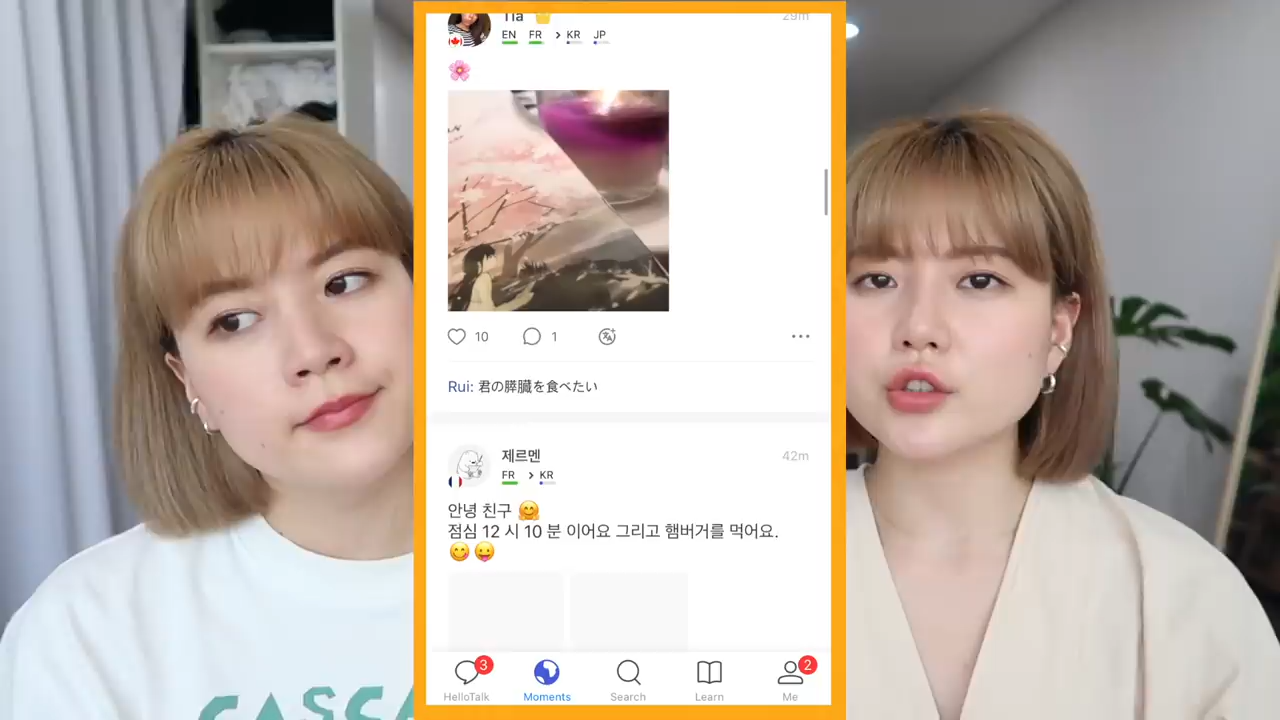 Tia
29m
EN FR KR JP
10 1
Rui: 君の膵臓を食べたい
제르멘
42m
FR KR
안녕 친구 🤗
점심 12 시 10 분 이어요 그리고 햄버거를 먹어요.
😋😛
3 2
HelloTalk Moments Search Learn Me
CASCA